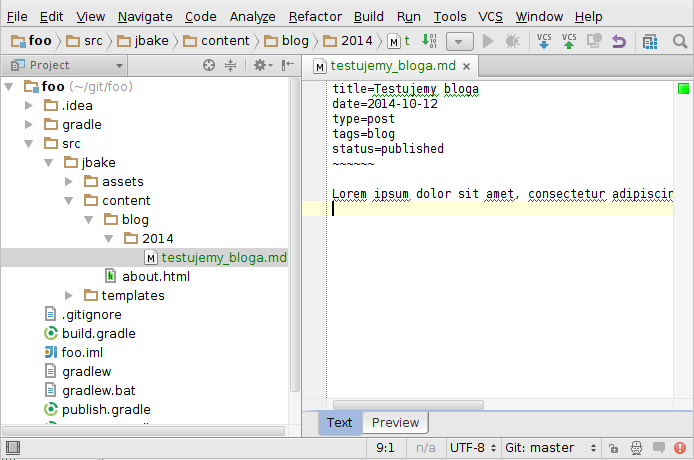 File Edit View Navigate Code Analyze Refactor Build Run Tools VCS Window Help
foo src jbake content blog 2014 t
Project
testujemy_bloga.md
foo (~/git/foo)
.idea
gradle
src
jbake
assets
content
blog
2014
testujemy_bloga.md
about.html
templates
.gitignore
build.gradle
foo.iml
gradlew
gradlew.bat
publish.gradle
title=Testujemy bloga
date=2014-10-12
type=post
tags=blog
status=published
~~~~~~
Lorem ipsum dolor sit amet, consectetur adipiscin
Text Preview
9:1 n/a UTF-8 Git: master